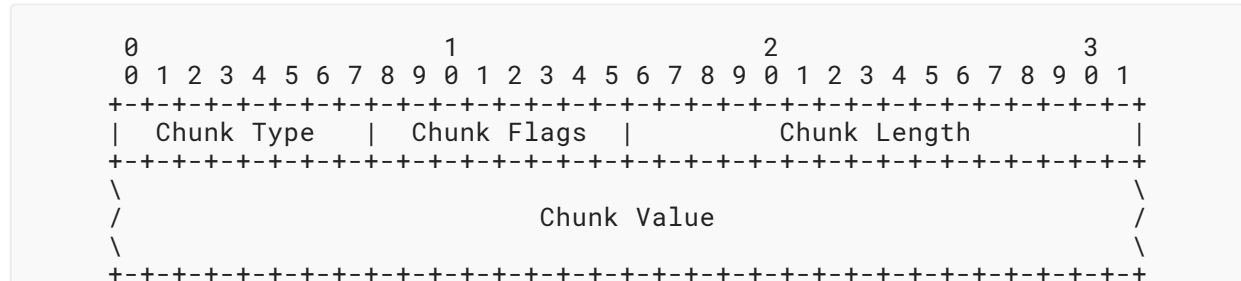 0                   1                   2                   3
 0 1 2 3 4 5 6 7 8 9 0 1 2 3 4 5 6 7 8 9 0 1 2 3 4 5 6 7 8 9 0 1
+-+-+-+-+-+-+-+-+-+-+-+-+-+-+-+-+-+-+-+-+-+-+-+-+-+-+-+-+-+-+-+-+
|  Chunk Type   |  Chunk Flags  |         Chunk Length          |
+-+-+-+-+-+-+-+-+-+-+-+-+-+-+-+-+-+-+-+-+-+-+-+-+-+-+-+-+-+-+-+-+
\                                                               \
/                          Chunk Value                          /
\                                                               \
+-+-+-+-+-+-+-+-+-+-+-+-+-+-+-+-+-+-+-+-+-+-+-+-+-+-+-+-+-+-+-+-+